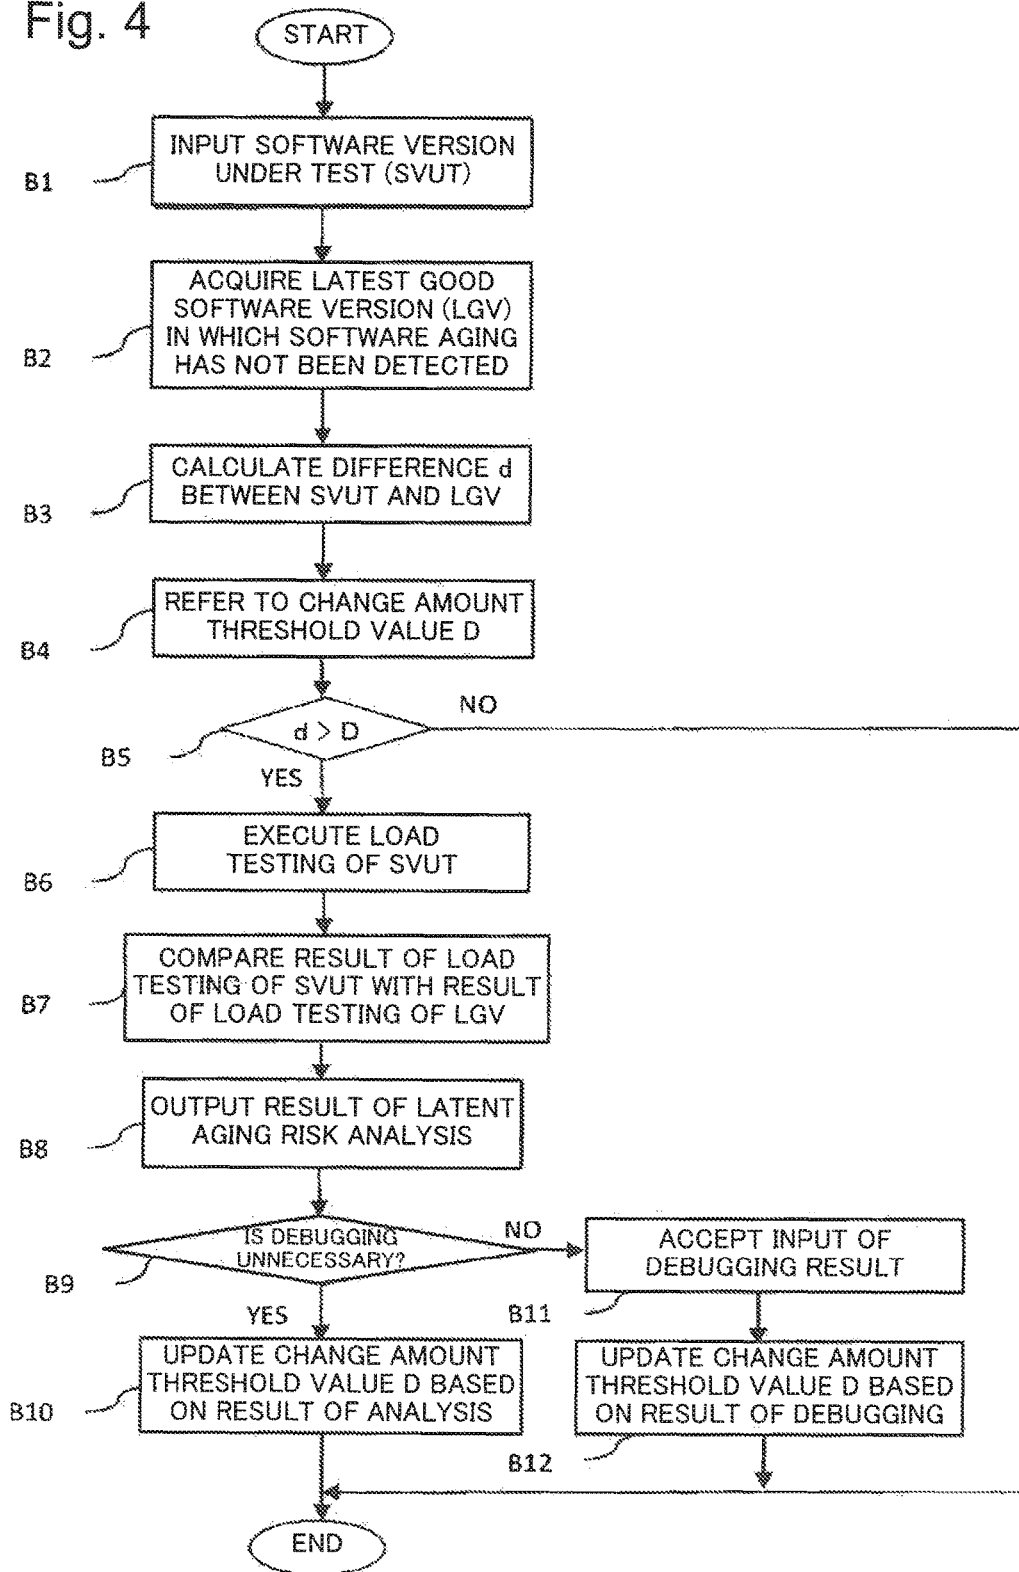 Fig. 4
START
INPUT SOFTWARE VERSION
UNDER TEST (SVUT)
B1
ACQUIRE LATEST GOOD
SOFTWARE VERSION (LGV)
IN WHICH SOFTWARE AGING
HAS NOT BEEN DETECTED
B2
CALCULATE DIFFERENCE d
BETWEEN SVUT AND LGV
B3
REFER TO CHANGE AMOUNT
THRESHOLD VALUE D
B4
NO
d > D
B5
YES
EXECUTE LOAD
TESTING OF SVUT
B6
COMPARE RESULT OF LOAD
TESTING OF SVUT WITH RESULT
OF LOAD TESTING OF LGV
B7
OUTPUT RESULT OF LATENT
AGING RISK ANALYSIS
B8
IS DEBUGGING
UNNECESSARY?
NO
B9
YES
ACCEPT INPUT OF
DEBUGGING RESULT
B11
UPDATE CHANGE AMOUNT
THRESHOLD VALUE D BASED
ON RESULT OF ANALYSIS
B10
UPDATE CHANGE AMOUNT
THRESHOLD VALUE D BASED
ON RESULT OF DEBUGGING
B12
END